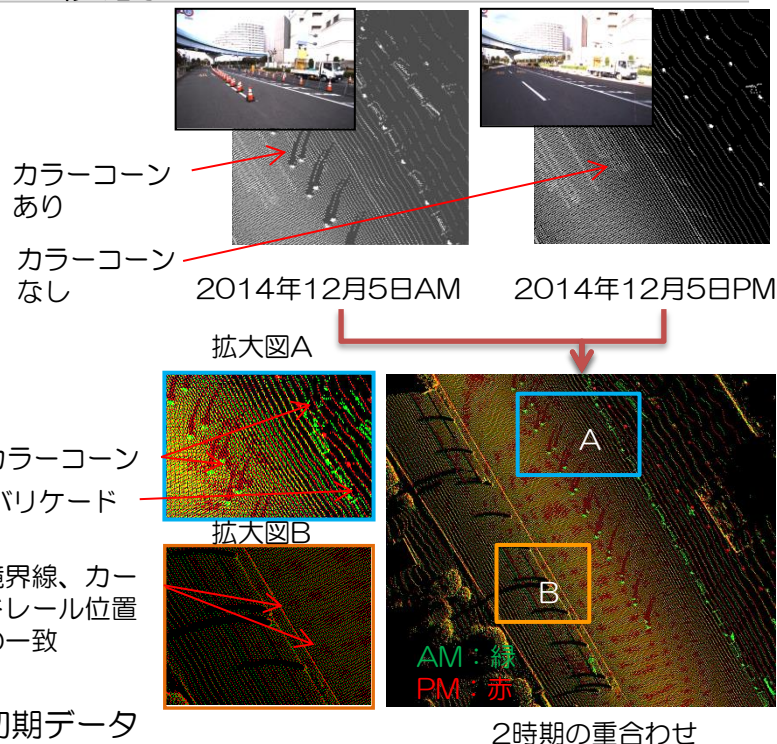 カラーコーン
あり
カラーコーン
なし
2014年12月5日AM
2014年12月5日PM
拡大図A
カラーコーン
バリケード
A
拡大図B
境界線、カー
ドレール位置
の一致
B
AM：緑
PM：赤
初期データ
2時期の重合わせ